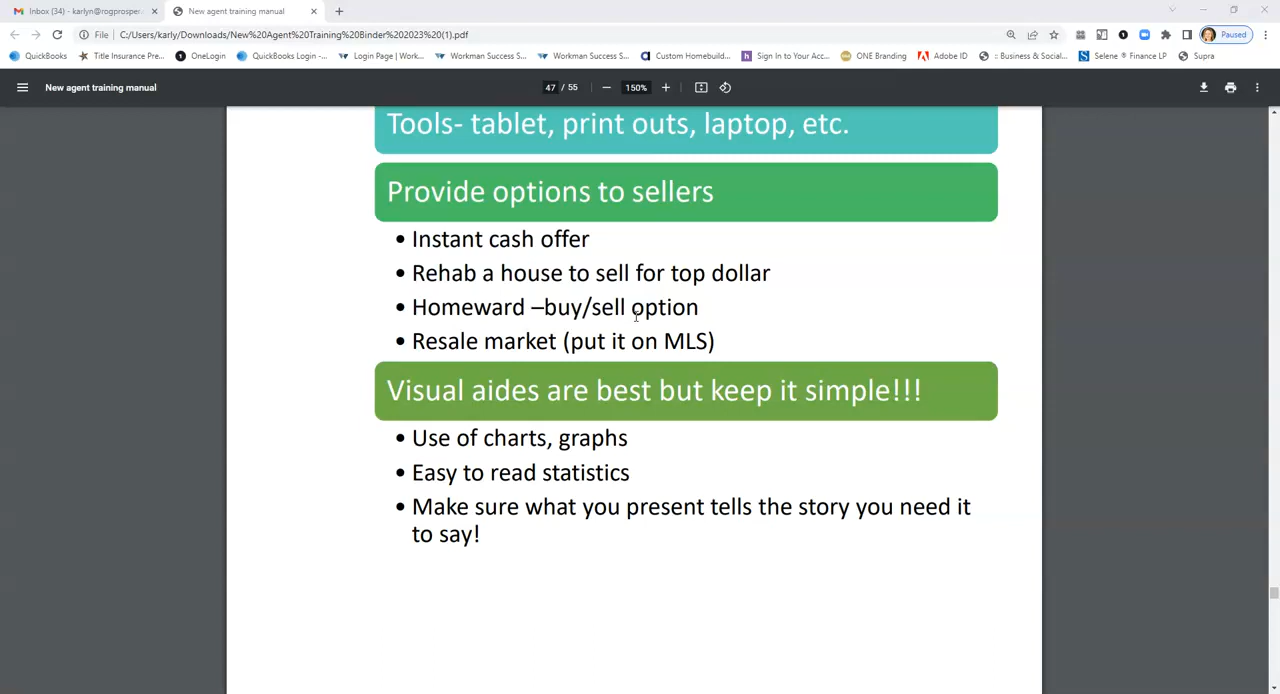 Inbox (34) - karlyn@rogprosper
New agent training manual
File
C:/Users/karly/Downloads/New%20Agent%20Training%20Binder%202023%20(1).pdf
Paused
QuickBooks
Title Insurance Pre...
OneLogin
QuickBooks Login -...
Login Page | Work...
Workman Success S...
Workman Success S...
Custom Homebuild...
Sign In to Your Acc...
ONE Branding
Adobe ID
:: Business & Social...
Selene ® Finance LP
Supra
New agent training manual
47 / 55
150%
Tools- tablet, print outs, laptop, etc.
Provide options to sellers
• Instant cash offer
• Rehab a house to sell for top dollar
• Homeward –buy/sell option
• Resale market (put it on MLS)
Visual aides are best but keep it simple!!!
• Use of charts, graphs
• Easy to read statistics
• Make sure what you present tells the story you need it
to say!